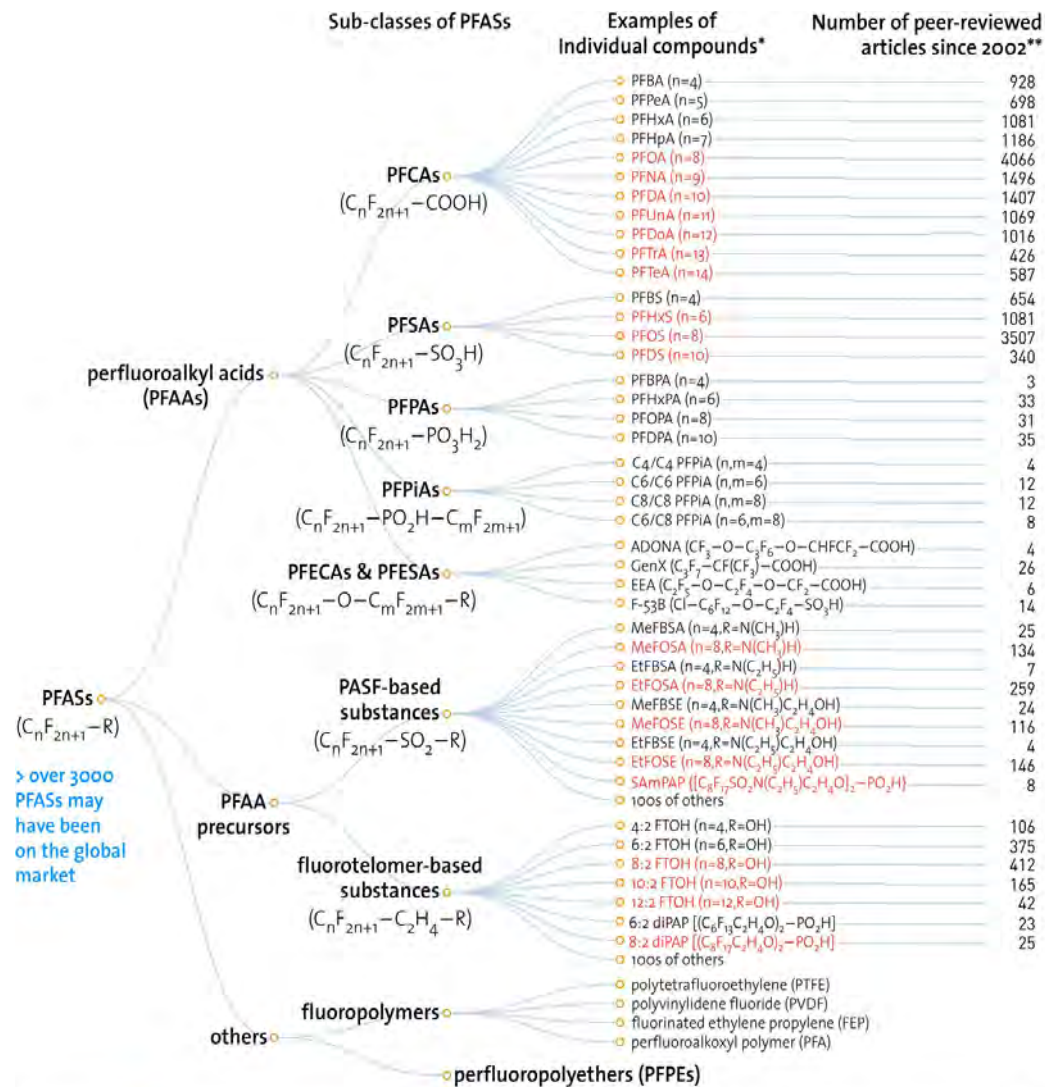 Sub-classes of PFASs
Examples of
Individual compounds*
Number of peer-reviewed
articles since 2002**
PFASs
(CₙF₂ₙ₊₁–R)
> over 3000
PFASs may
have been
on the global
market
perfluoroalkyl acids
(PFAAs)
PFCAs
(CₙF₂ₙ₊₁–COOH)
PFBA (n=4) 928
PFPeA (n=5) 698
PFHxA (n=6) 1081
PFHpA (n=7) 1186
PFOA (n=8) 4066
PFNA (n=9) 1496
PFDA (n=10) 1407
PFUnA (n=11) 1069
PFDoA (n=12) 1016
PFTrA (n=13) 426
PFTeA (n=14) 587
PFSAs
(CₙF₂ₙ₊₁–SO₃H)
PFBS (n=4) 654
PFHxS (n=6) 1081
PFOS (n=8) 3507
PFDS (n=10) 340
PFPAs
(CₙF₂ₙ₊₁–PO₃H₂)
PFBPA (n=4) 3
PFHxPA (n=6) 33
PFOPA (n=8) 31
PFDPA (n=10) 35
PFPiAs
(CₙF₂ₙ₊₁–PO₂H–CₘF₂ₘ₊₁)
C4/C4 PFPiA (n,m=4) 4
C6/C6 PFPiA (n,m=6) 12
C8/C8 PFPiA (n,m=8) 12
C6/C8 PFPiA (n=6,m=8) 8
PFECAs & PFESAs
(CₙF₂ₙ₊₁–O–CₘF₂ₘ₊₁–R)
ADONA (CF₃–O–C₃F₆–O–CHFCF₂–COOH) 4
GenX (C₃F₇–CF(CF₃)–COOH) 26
EEA (C₂F₅–O–C₂F₄–O–CF₂–COOH) 6
F-53B (Cl–C₆F₁₂–O–C₂F₄–SO₃H) 14
PFAA
precursors
PASF-based
substances
(CₙF₂ₙ₊₁–SO₂–R)
MeFBSA (n=4,R=N(CH₃)H) 25
MeFOSA (n=8,R=N(CH₃)H) 134
EtFBSA (n=4,R=N(C₂H₅)H) 7
EtFOSA (n=8,R=N(C₂H₅)H) 259
MeFBSE (n=4,R=N(CH₃)C₂H₄OH) 24
MeFOSE (n=8,R=N(CH₃)C₂H₄OH) 116
EtFBSE (n=4,R=N(C₂H₅)C₂H₄OH) 4
EtFOSE (n=8,R=N(C₂H₅)C₂H₄OH) 146
SAmPAP {[C₈F₁₇SO₂N(C₂H₅)C₂H₄O]₂–PO₂H} 8
100s of others
fluorotelomer-based
substances
(CₙF₂ₙ₊₁–C₂H₄–R)
4:2 FTOH (n=4,R=OH) 106
6:2 FTOH (n=6,R=OH) 375
8:2 FTOH (n=8,R=OH) 412
10:2 FTOH (n=10,R=OH) 165
12:2 FTOH (n=12,R=OH) 42
6:2 diPAP [(C₆F₁₃C₂H₄O)₂–PO₂H] 23
8:2 diPAP [(C₈F₁₇C₂H₄O)₂–PO₂H] 25
100s of others
others
fluoropolymers
polytetrafluoroethylene (PTFE)
polyvinylidene fluoride (PVDF)
fluorinated ethylene propylene (FEP)
perfluoroalkoxyl polymer (PFA)
perfluoropolyethers (PFPEs)